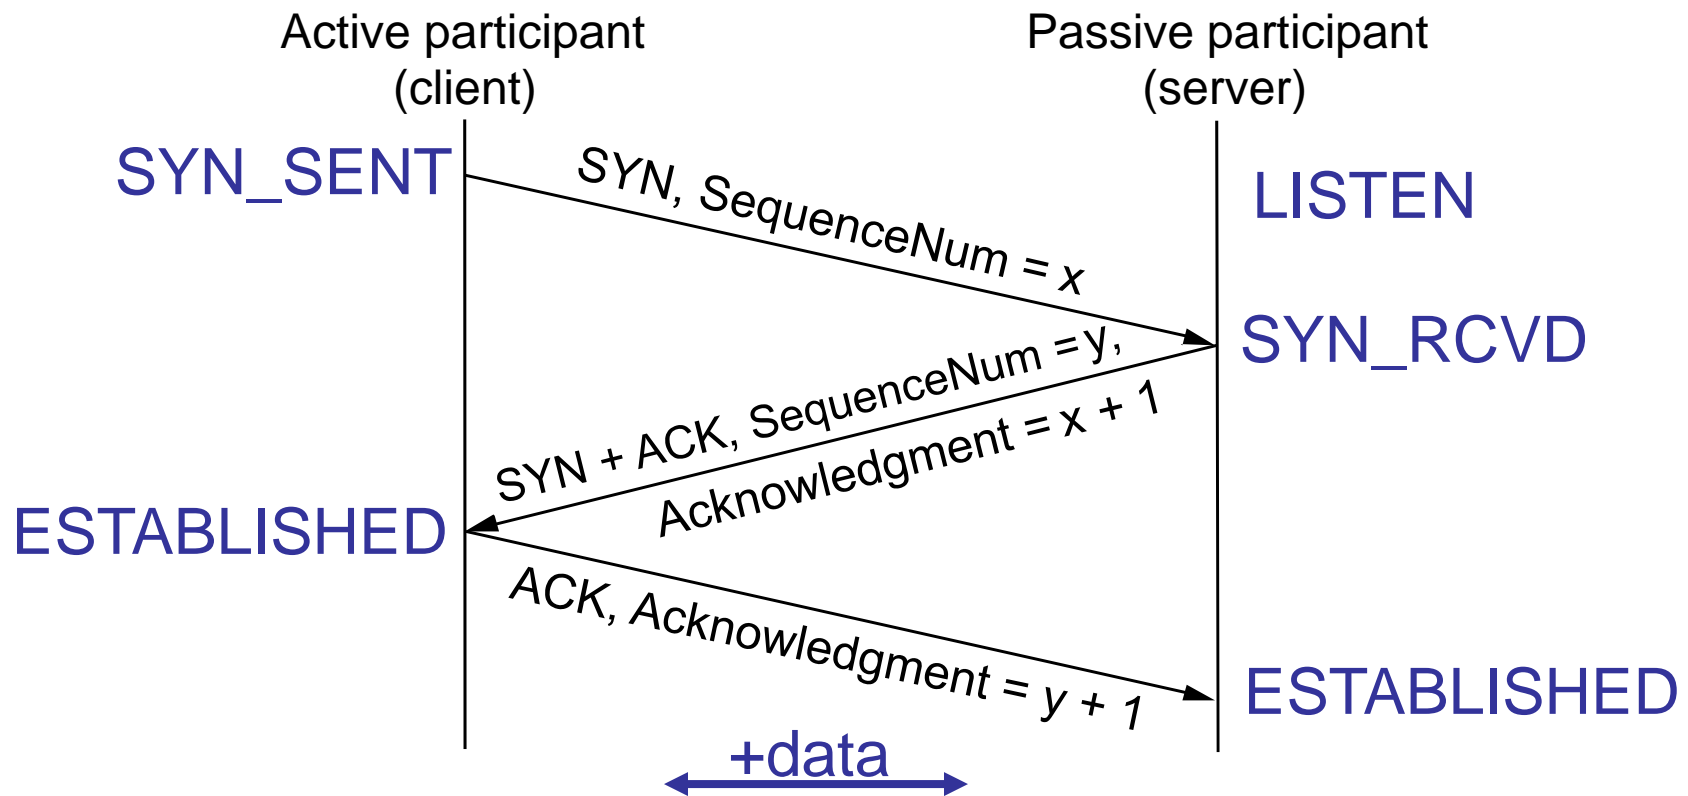 Active participant
(client)
Passive participant
(server)
SYN_SENT
SYN, SequenceNum = x
LISTEN
SYN_RCVD
SYN + ACK, SequenceNum = y,
Acknowledgment = x + 1
ESTABLISHED
ACK, Acknowledgment = y + 1
ESTABLISHED
+data